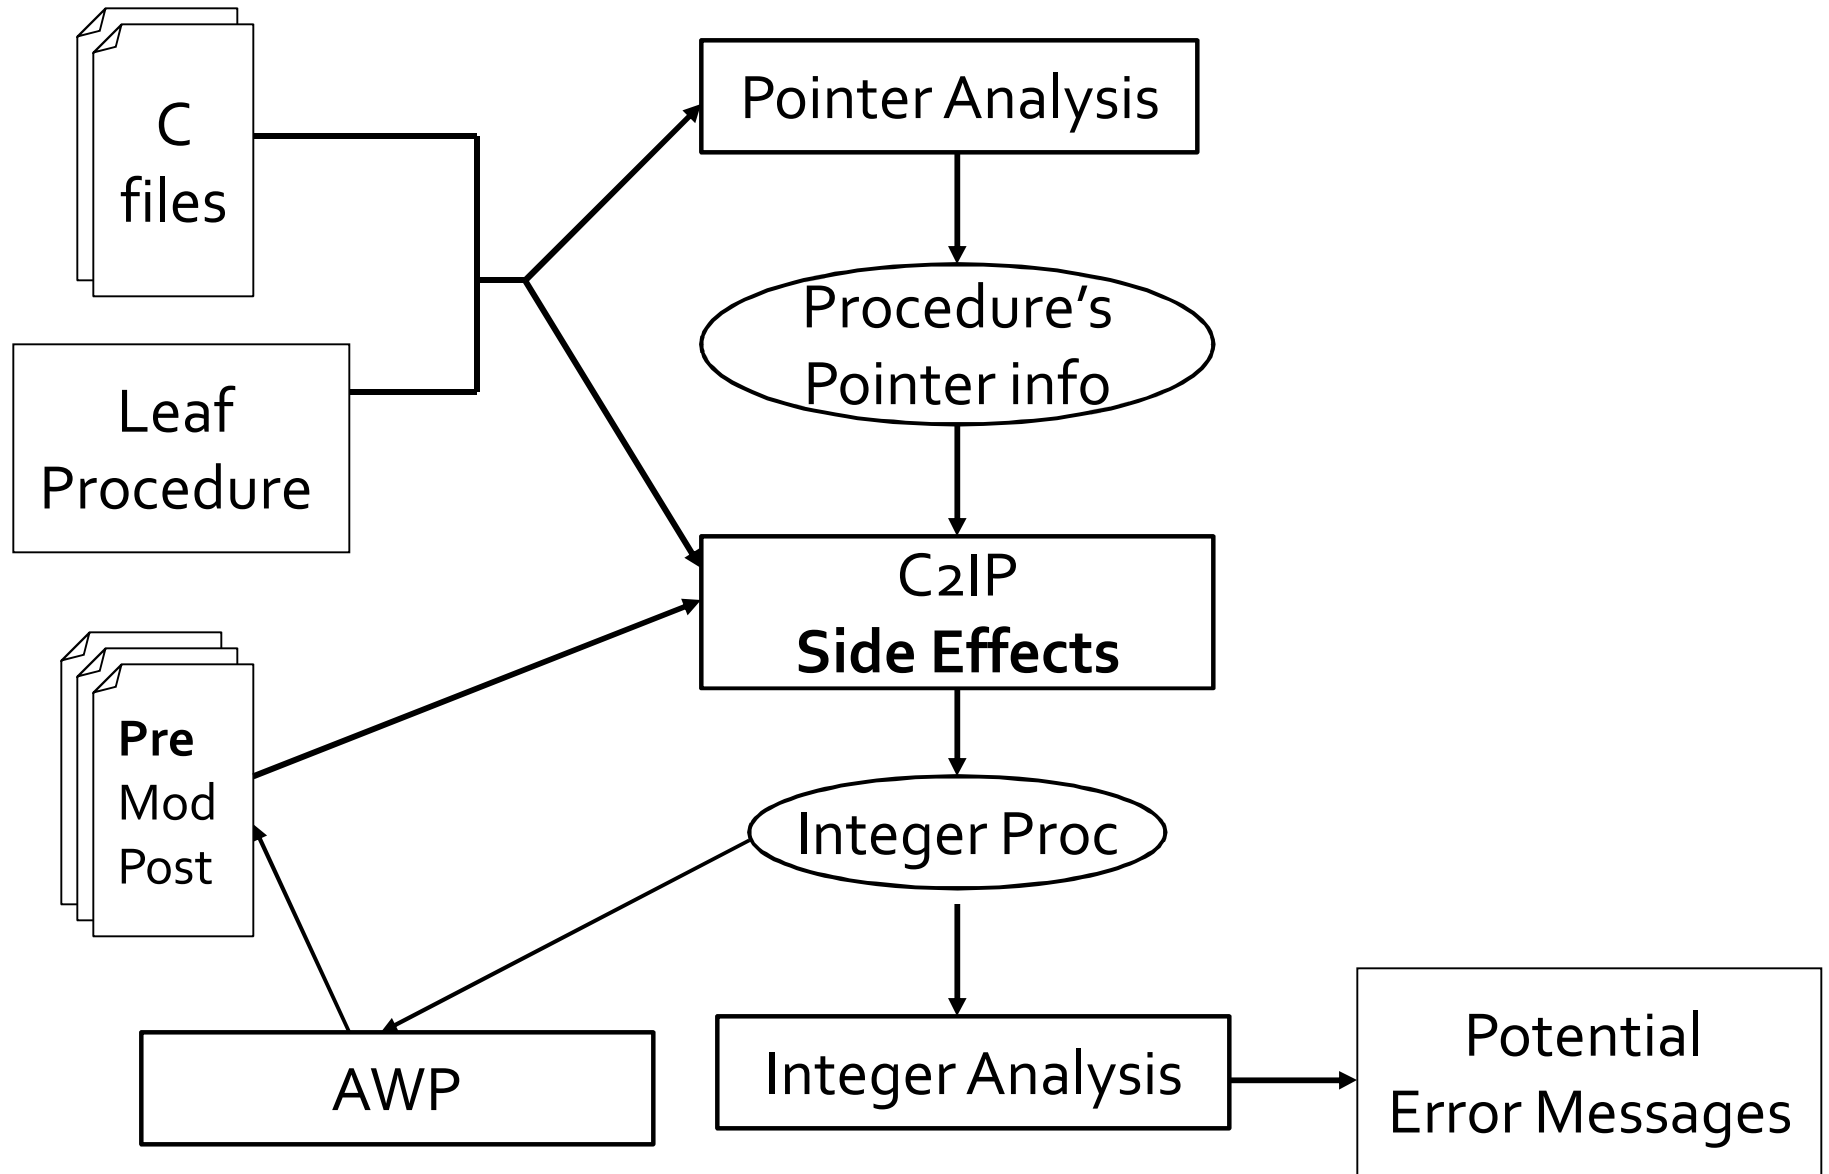 C
files
Pointer Analysis
Procedure’s
Pointer info
Leaf
Procedure
C2IP
Side Effects
Pre
Mod
Post
Integer Proc
AWP
Integer Analysis
Potential
Error Messages